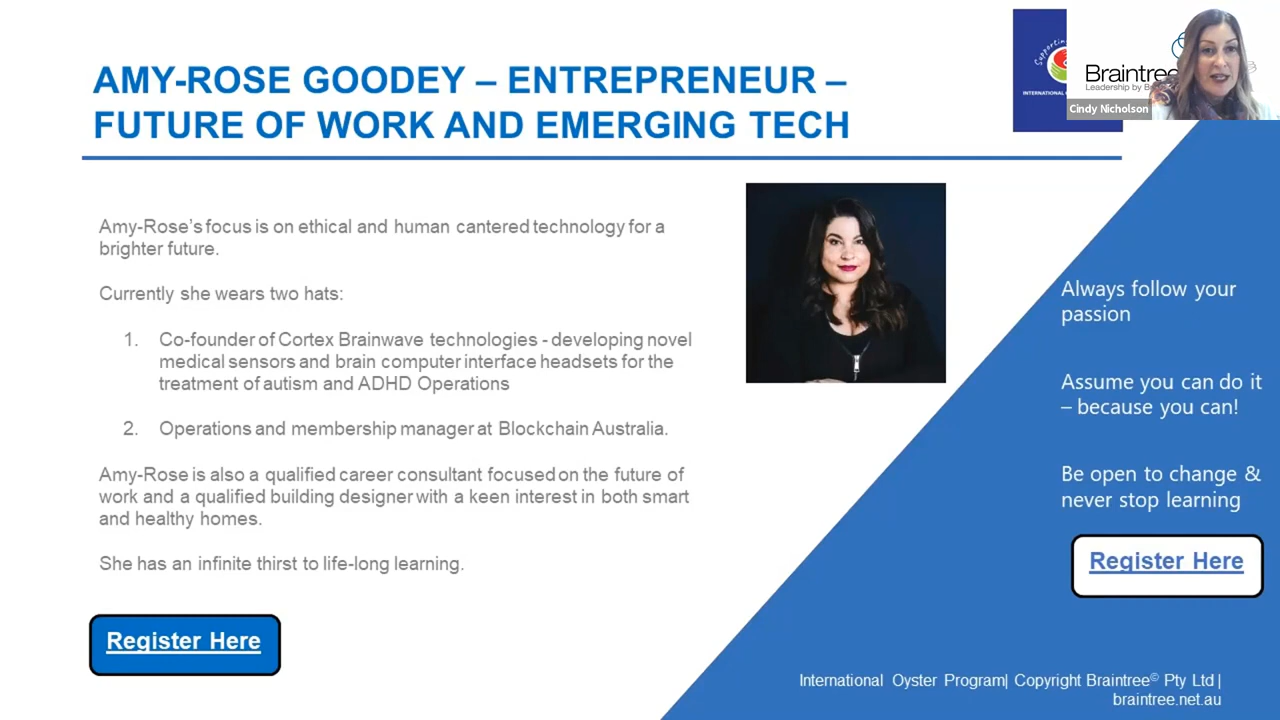 AMY-ROSE GOODEY – ENTREPRENEUR –
FUTURE OF WORK AND EMERGING TECH
Braintree
Leadership by
Cindy Nicholson
Supporting
INTERNATIONAL
Amy-Rose's focus is on ethical and human cantered technology for a
brighter future.
Currently she wears two hats:
1. Co-founder of Cortex Brainwave technologies - developing novel
medical sensors and brain computer interface headsets for the
treatment of autism and ADHD Operations
2. Operations and membership manager at Blockchain Australia.
Amy-Rose is also a qualified career consultant focused on the future of
work and a qualified building designer with a keen interest in both smart
and healthy homes.
She has an infinite thirst to life-long learning.
Register Here
Always follow your
passion
Assume you can do it
– because you can!
Be open to change &
never stop learning
Register Here
International Oyster Program| Copyright Braintree© Pty Ltd |
braintree.net.au